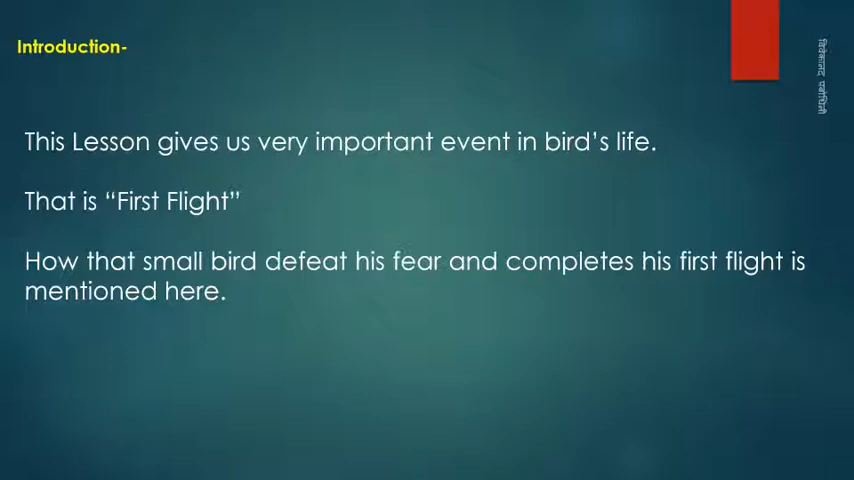 Introduction-
विवेकानंद प्रबोधिनी
This Lesson gives us very important event in bird’s life.
That is “First Flight”
How that small bird defeat his fear and completes his first flight is
mentioned here.